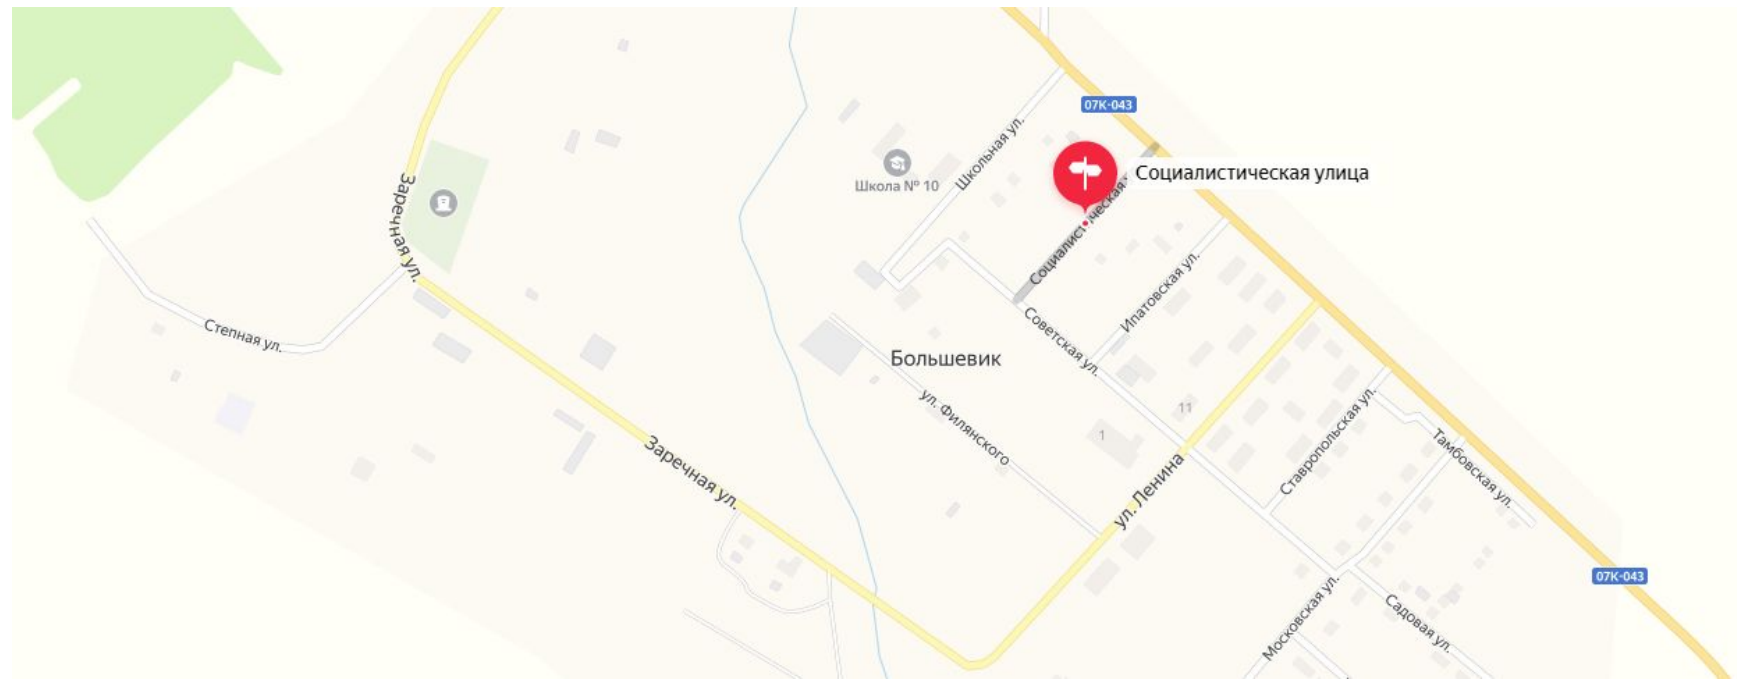 07К-043
Школьная ул.
Школа № 10
Социалистическая улица
Заречная ул.
Социалистическая
Ипатовская ул.
Степная ул.
Советская ул.
Большевик
ул. Филянского
11
1
Ставропольская ул.
Тамбовская ул.
Заречная ул.
ул. Ленина
07К-043
Московская ул.
Садовая ул.